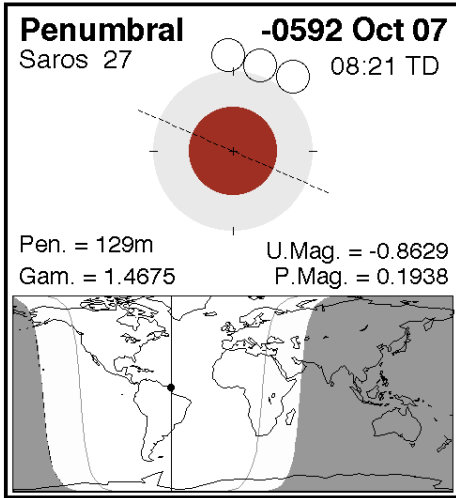 Penumbral -0592 Oct 07
Saros 27 08:21 TD
Pen. = 129m U.Mag. = -0.8629
Gam. = 1.4675 P.Mag. = 0.1938